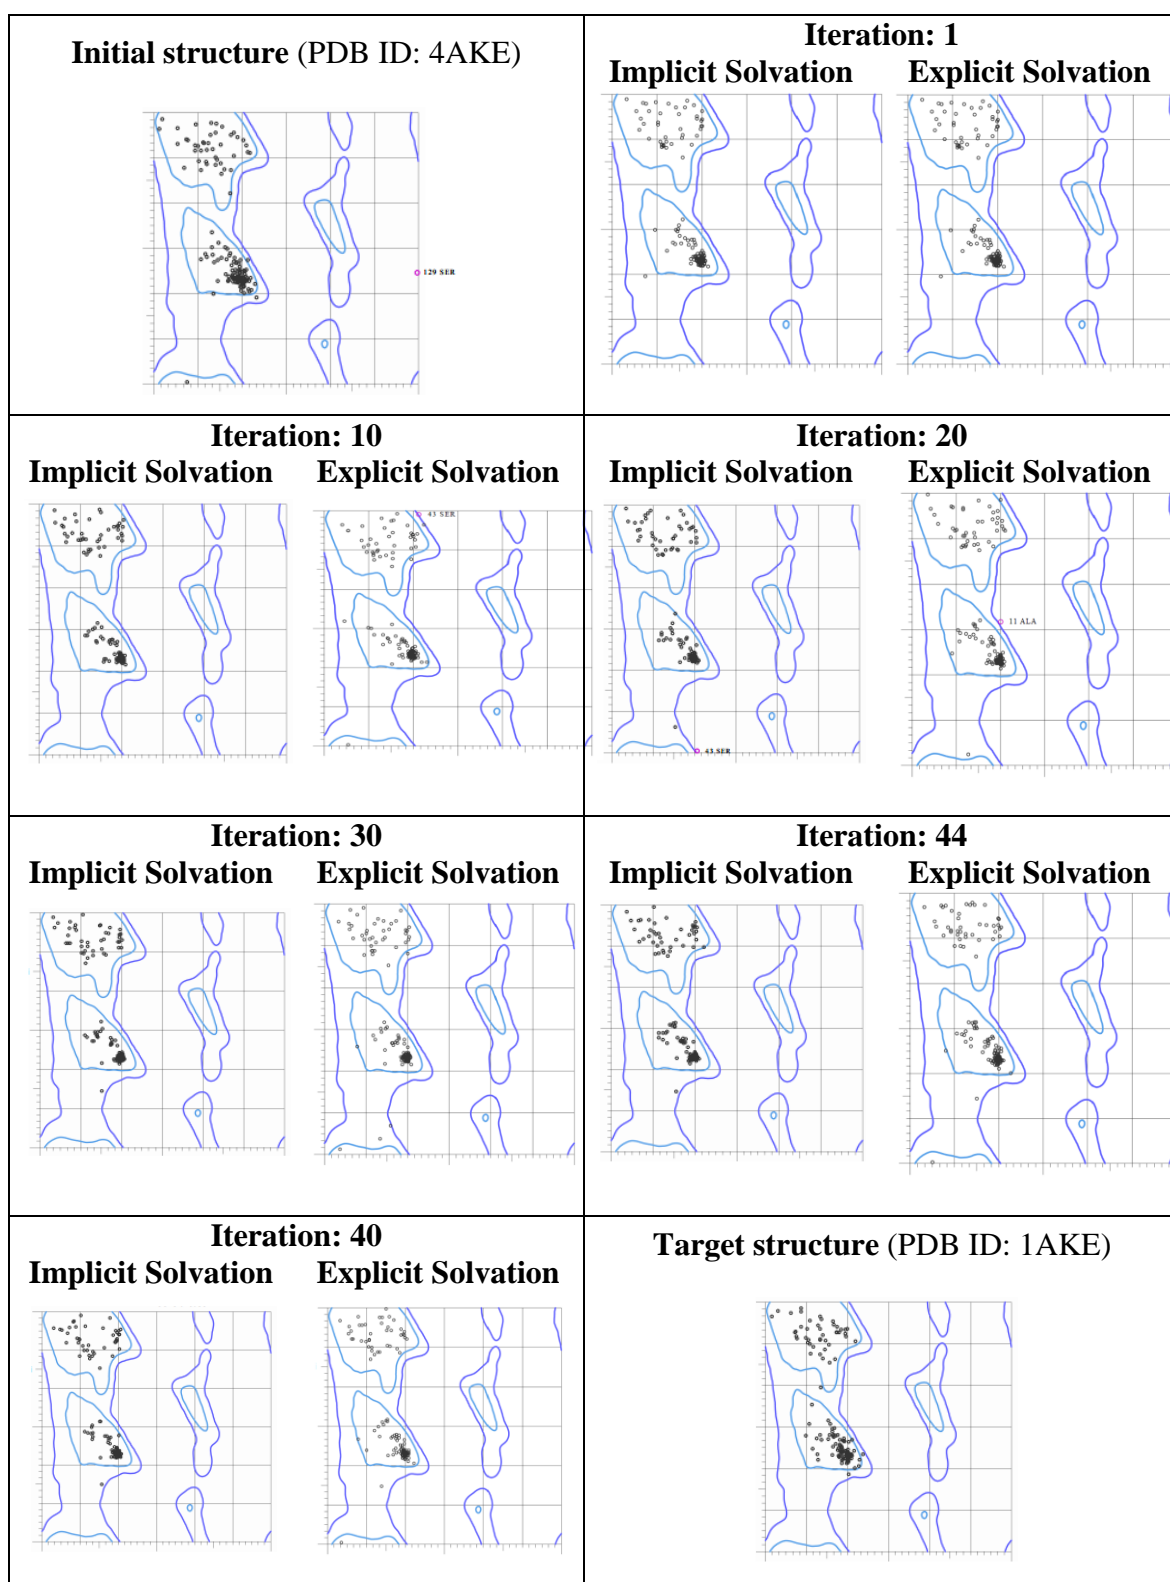 Initial structure (PDB ID: 4AKE)
129 SER
Iteration: 1
Implicit Solvation Explicit Solvation
Iteration: 10
Implicit Solvation Explicit Solvation
43 SER
Iteration: 20
Implicit Solvation Explicit Solvation
11 ALA
43 SER
Iteration: 30
Implicit Solvation Explicit Solvation
Iteration: 44
Implicit Solvation Explicit Solvation
Iteration: 40
Implicit Solvation Explicit Solvation
Target structure (PDB ID: 1AKE)